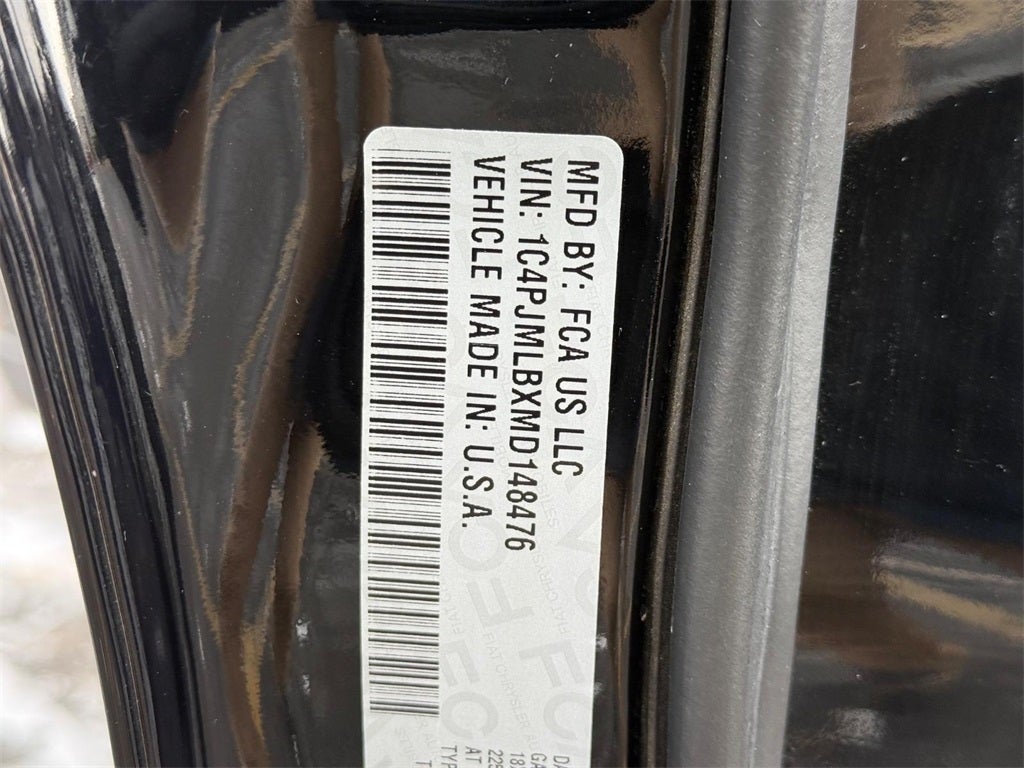 MFD BY: FCA US LLC
VIN: 1C4PJMLBXMD148476
VEHICLE MADE IN: U.S.A.